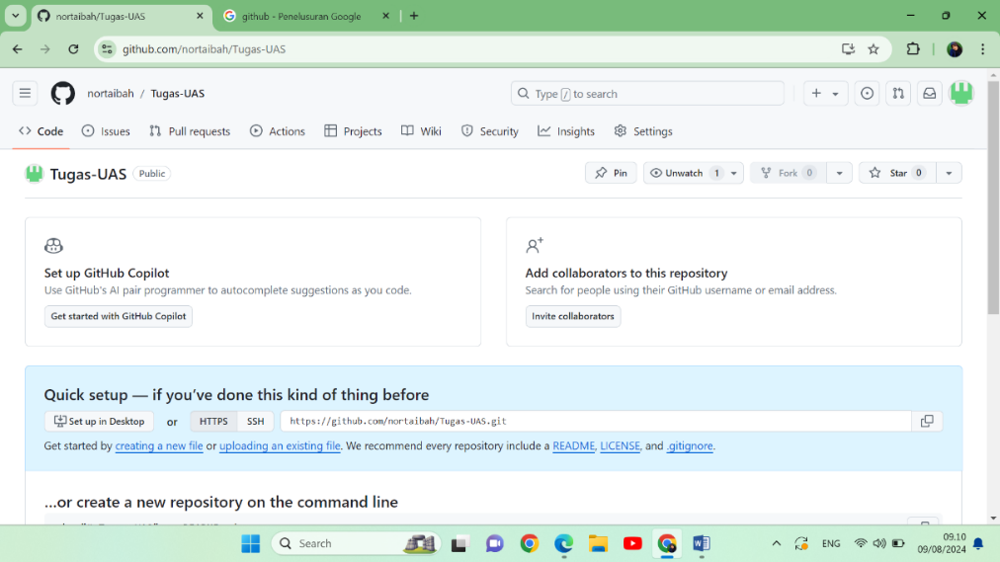 nortaibah/Tugas-UAS
github - Penelusuran Google
github.com/nortaibah/Tugas-UAS
nortaibah / Tugas-UAS
Type / to search
Code Issues Pull requests Actions Projects Wiki Security Insights Settings
Tugas-UAS Public
Pin Unwatch 1 Fork 0 Star 0
Set up GitHub Copilot
Use GitHub's AI pair programmer to autocomplete suggestions as you code.
Get started with GitHub Copilot
Add collaborators to this repository
Search for people using their GitHub username or email address.
Invite collaborators
Quick setup — if you’ve done this kind of thing before
Set up in Desktop or HTTPS SSH https://github.com/nortaibah/Tugas-UAS.git
Get started by creating a new file or uploading an existing file. We recommend every repository include a README, LICENSE, and .gitignore.
…or create a new repository on the command line
Search
ENG
09.10
09/08/2024